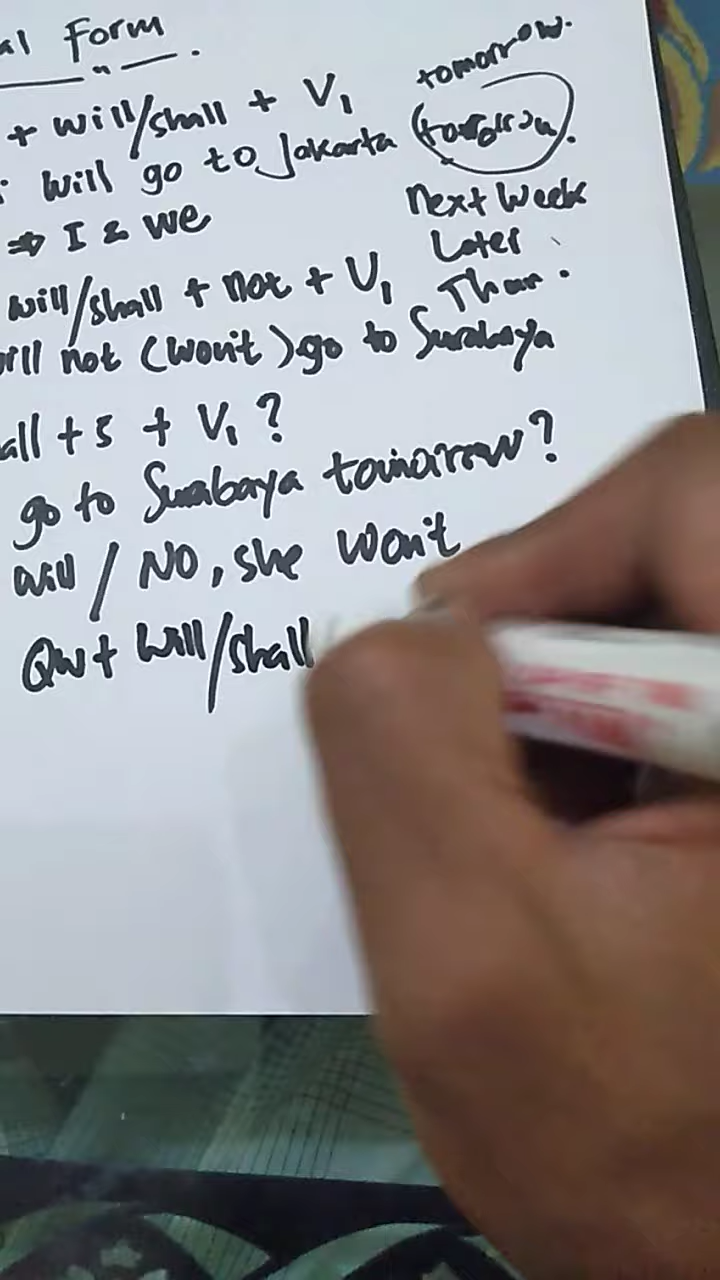 al Form
+ will/shall + V₁
tomorrow.
will go to Jakarta
⇒ I & we
Next Week
Later
will/shall + not + V₁
ill not (won't) go to Surabaya
all + S + V₁ ?
go to Surabaya tomorrow?
will / No, she won't
Qw+ will/shall